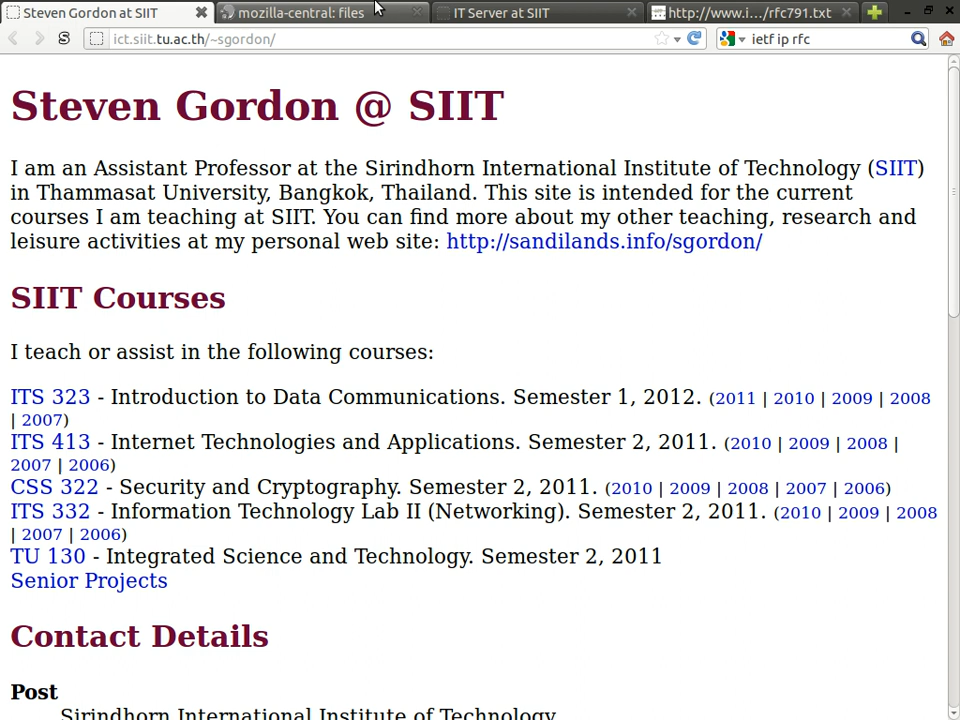 Steven Gordon at SIIT
mozilla-central: files
IT Server at SIIT
http://www.i.../rfc791.txt
ict.siit.tu.ac.th/~sgordon/
ietf ip rfc
Steven Gordon @ SIIT
I am an Assistant Professor at the Sirindhorn International Institute of Technology (SIIT)
in Thammasat University, Bangkok, Thailand. This site is intended for the current
courses I am teaching at SIIT. You can find more about my other teaching, research and
leisure activities at my personal web site: http://sandilands.info/sgordon/
SIIT Courses
I teach or assist in the following courses:
ITS 323 - Introduction to Data Communications. Semester 1, 2012. (2011 | 2010 | 2009 | 2008
| 2007)
ITS 413 - Internet Technologies and Applications. Semester 2, 2011. (2010 | 2009 | 2008 |
2007 | 2006)
CSS 322 - Security and Cryptography. Semester 2, 2011. (2010 | 2009 | 2008 | 2007 | 2006)
ITS 332 - Information Technology Lab II (Networking). Semester 2, 2011. (2010 | 2009 | 2008
| 2007 | 2006)
TU 130 - Integrated Science and Technology. Semester 2, 2011
Senior Projects
Contact Details
Post
Sirindhorn International Institute of Technology